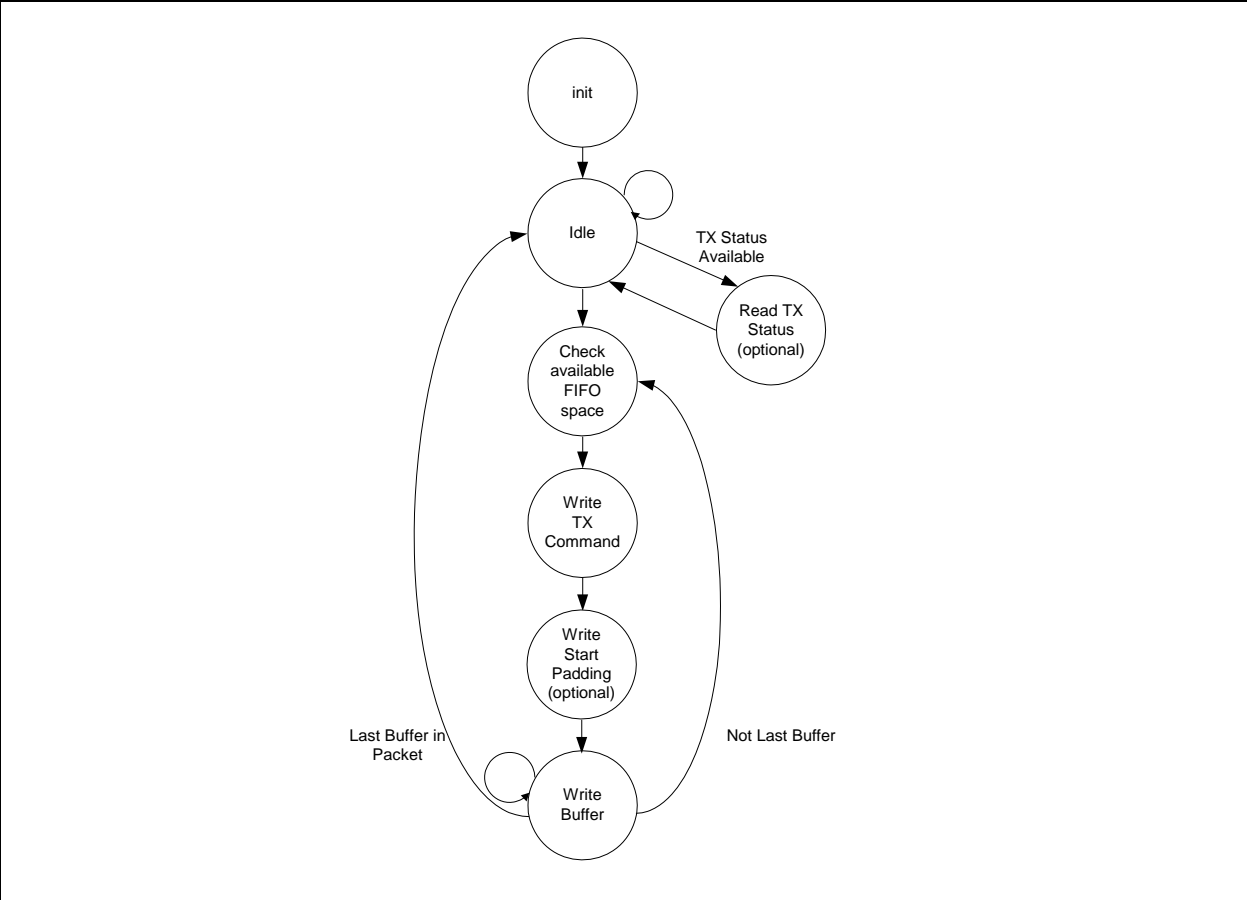 init
Idle
TX Status
Available
Read TX
Status
(optional)
Check
available
FIFO
space
Write
TX
Command
Write
Start
Padding
(optional)
Last Buffer in
Packet
Not Last Buffer
Write
Buffer